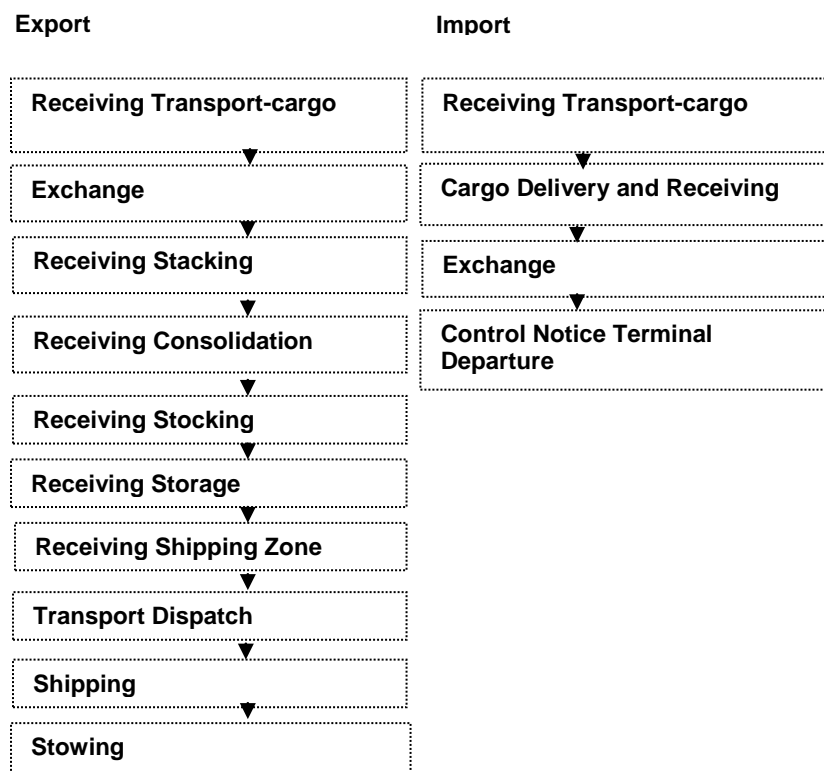 Export
Receiving Transport-cargo
Exchange
Receiving Stacking
Receiving Consolidation
Receiving Stocking
Receiving Storage
Receiving Shipping Zone
Transport Dispatch
Shipping
Stowing
Import
Receiving Transport-cargo
Cargo Delivery and Receiving
Exchange
Control Notice Terminal
Departure